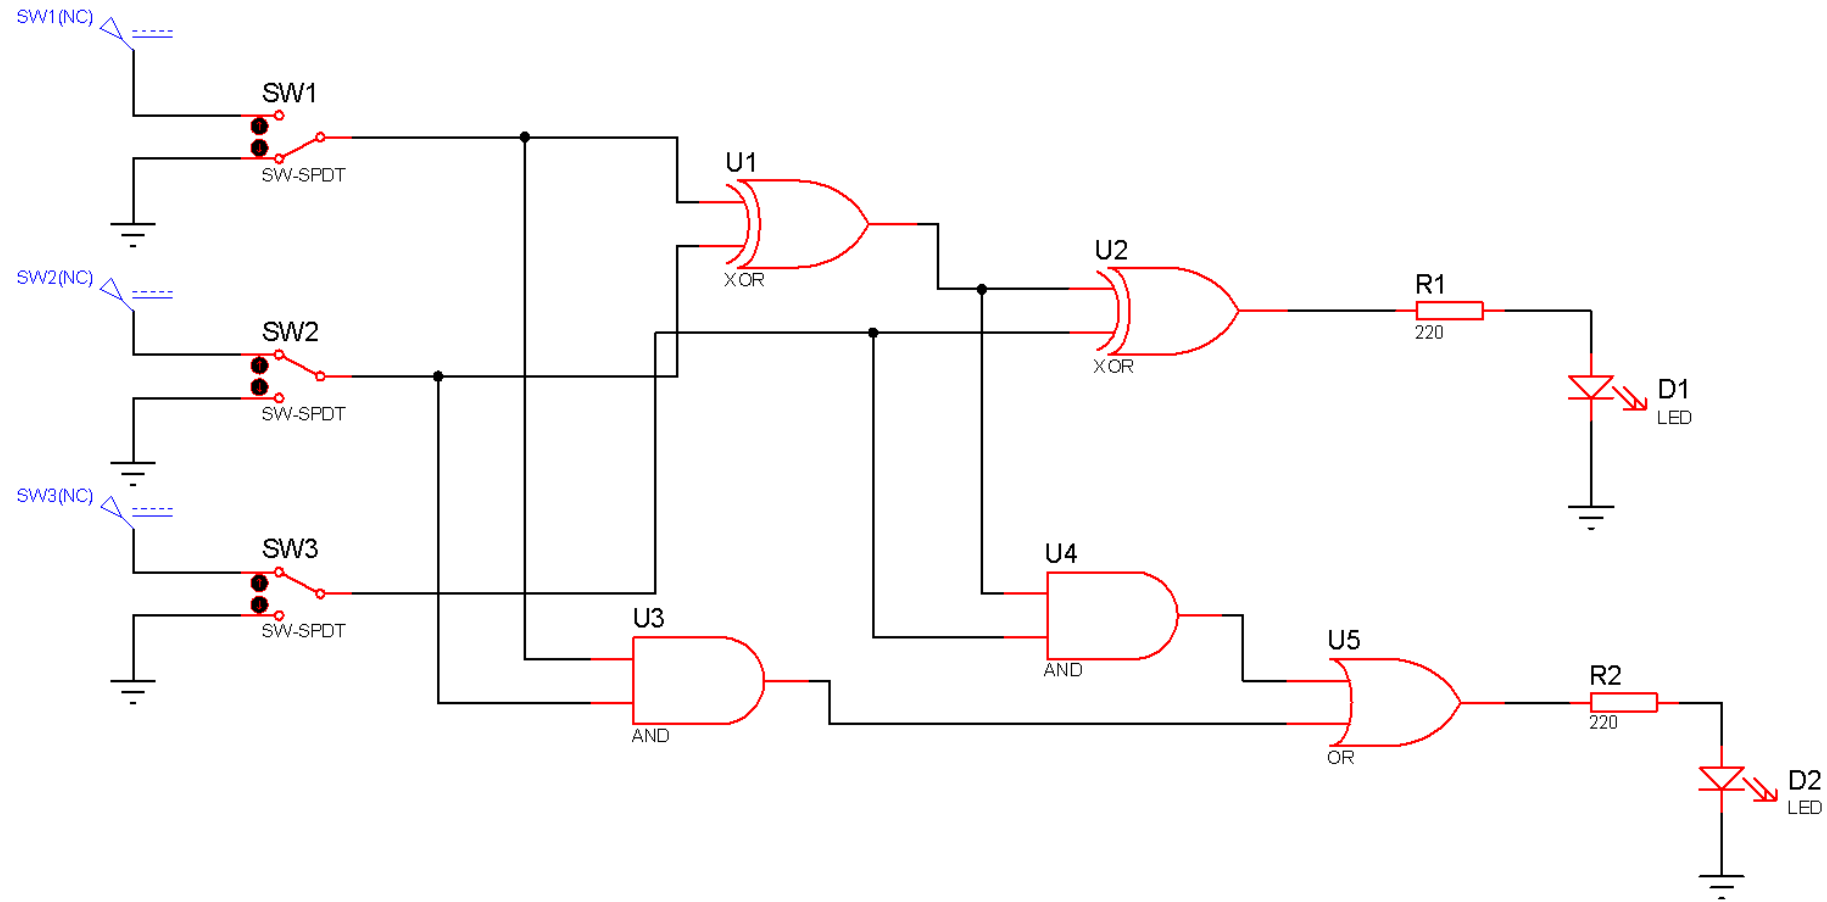 SW1(NC)
SW1
SW-SPDT
U1
XOR
SW2(NC)
SW2
SW-SPDT
U2
XOR
R1
220
D1
LED
SW3(NC)
SW3
SW-SPDT
U3
AND
U4
AND
U5
OR
R2
220
D2
LED